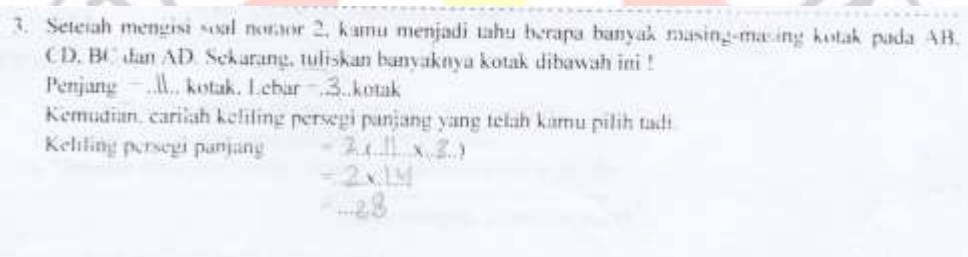 3. Setelah mengisi soal nomor 2, kamu menjadi tahu berapa banyak masing-masing kotak pada AB,
CD, BC dan AD. Sekarang, tuliskan banyaknya kotak dibawah ini !
Penjang = ..11.. kotak, Lebar = ..3..kotak
Kemudian, carilah keliling persegi panjang yang telah kamu pilih tadi
Keliling persegi panjang = 2.(..11.. x..3..)
= 2 x 14
= ...28